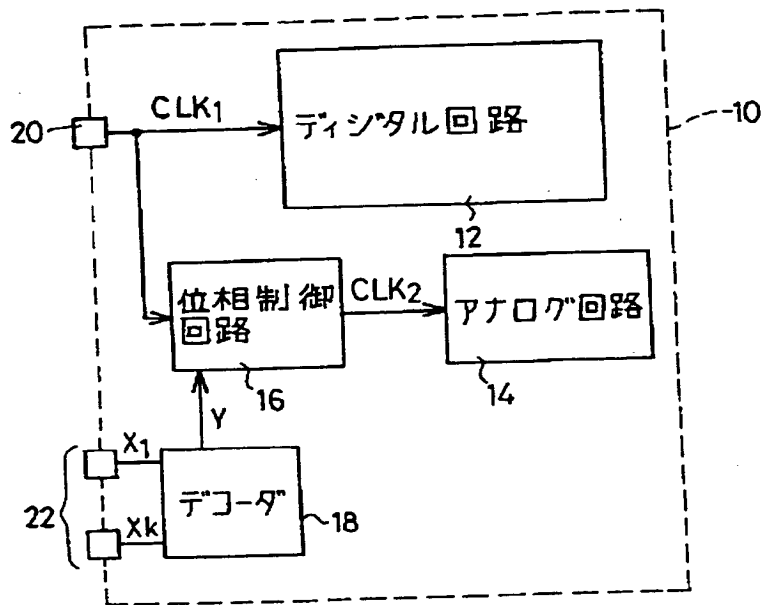 20
CLK1
ディジタル回路
10
12
位相制御
回路
CLK2
アナログ回路
16
14
Y
X1
22
デコーダ
18
Xk